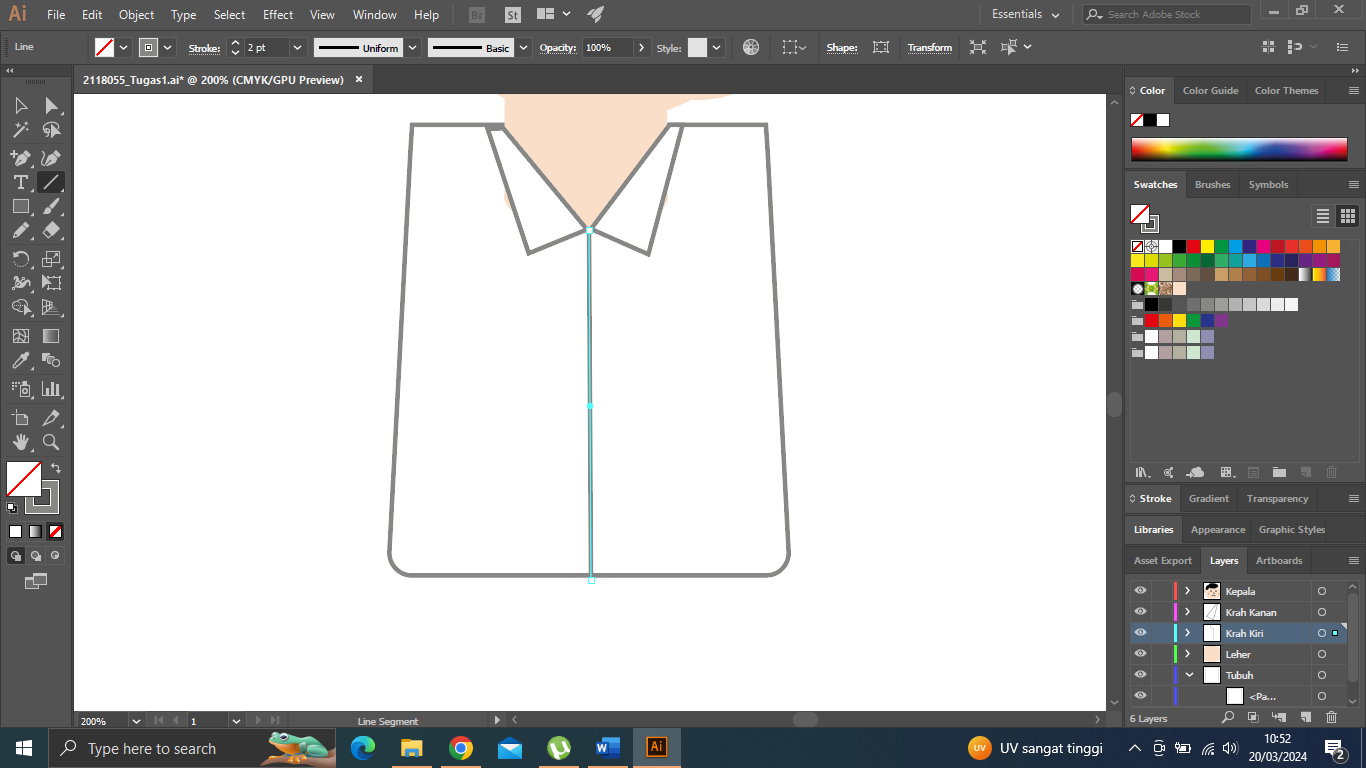 Ai File Edit Object Type Select Effect View Window Help Br St Essentials Search Adobe Stock
Line Stroke: 2 pt Uniform Basic Opacity: 100% Style: Shape: Transform
2118055_Tugas1.ai* @ 200% (CMYK/GPU Preview)
Color Color Guide Color Themes
Swatches Brushes Symbols
Stroke Gradient Transparency
Libraries Appearance Graphic Styles
Asset Export Layers Artboards
Kepala
Krah Kanan
Krah Kiri
Leher
Tubuh
<Pa...
6 Layers
200% 1 Line Segment
Type here to search W Ai UV UV sangat tinggi 10:52
20/03/2024 2